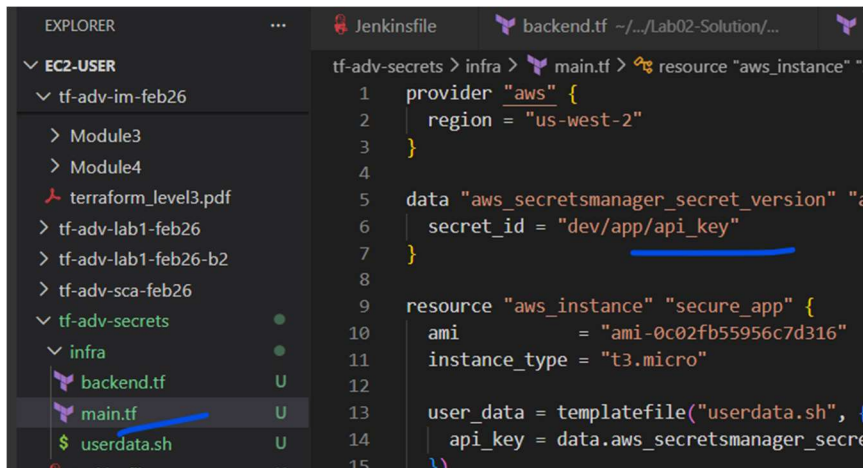 EXPLORER
EC2-USER
tf-adv-im-feb26
Module3
Module4
terraform_level3.pdf
tf-adv-lab1-feb26
tf-adv-lab1-feb26-b2
tf-adv-sca-feb26
tf-adv-secrets
infra
backend.tf U
main.tf U
$ userdata.sh U
Jenkinsfile backend.tf ~/.../Lab02-Solution/...
tf-adv-secrets > infra > main.tf > resource "aws_instance" "
1 provider "aws" {
2 region = "us-west-2"
3 }
4
5 data "aws_secretsmanager_secret_version" "a
6 secret_id = "dev/app/api_key"
7 }
8
9 resource "aws_instance" "secure_app" {
10 ami = "ami-0c02fb55956c7d316"
11 instance_type = "t3.micro"
12
13 user_data = templatefile("userdata.sh", {
14 api_key = data.aws_secretsmanager_secre
15 })